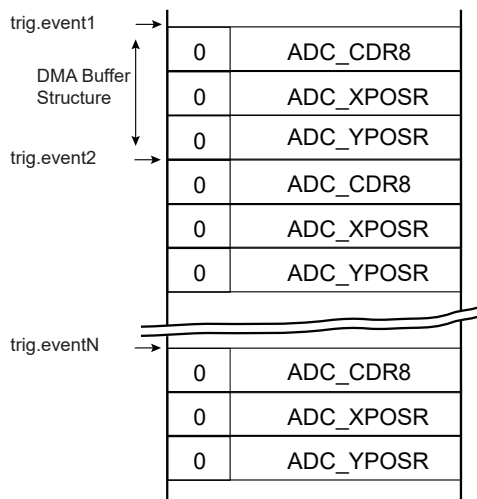 trig.event1
0 ADC_CDR8
DMA Buffer
Structure
0 ADC_XPOSR
0 ADC_YPOSR
trig.event2
0 ADC_CDR8
0 ADC_XPOSR
0 ADC_YPOSR
trig.eventN
0 ADC_CDR8
0 ADC_XPOSR
0 ADC_YPOSR